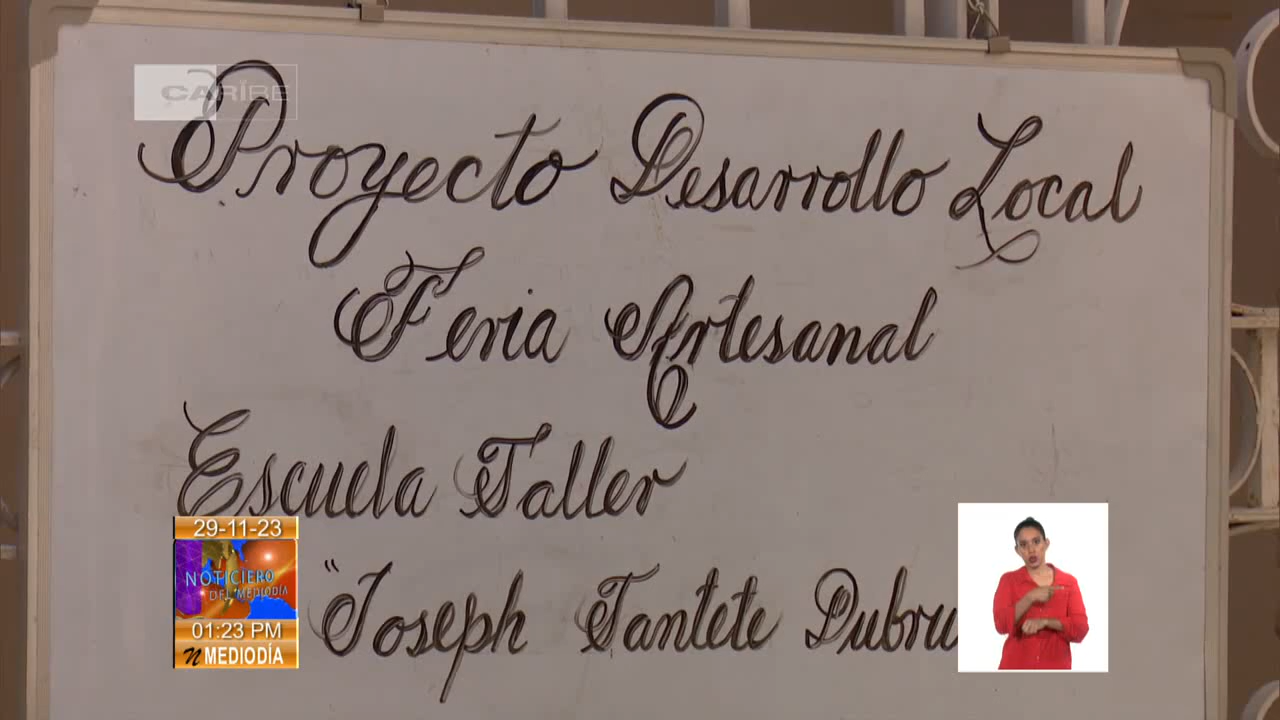 CARIBE
Proyecto Desarrollo Local
Feria Artesanal
Escuela Taller
"Joseph Tantete
29-11-23
NOTICIERO
DEL MEDIODÍA
01:23 PM
n MEDIODÍA